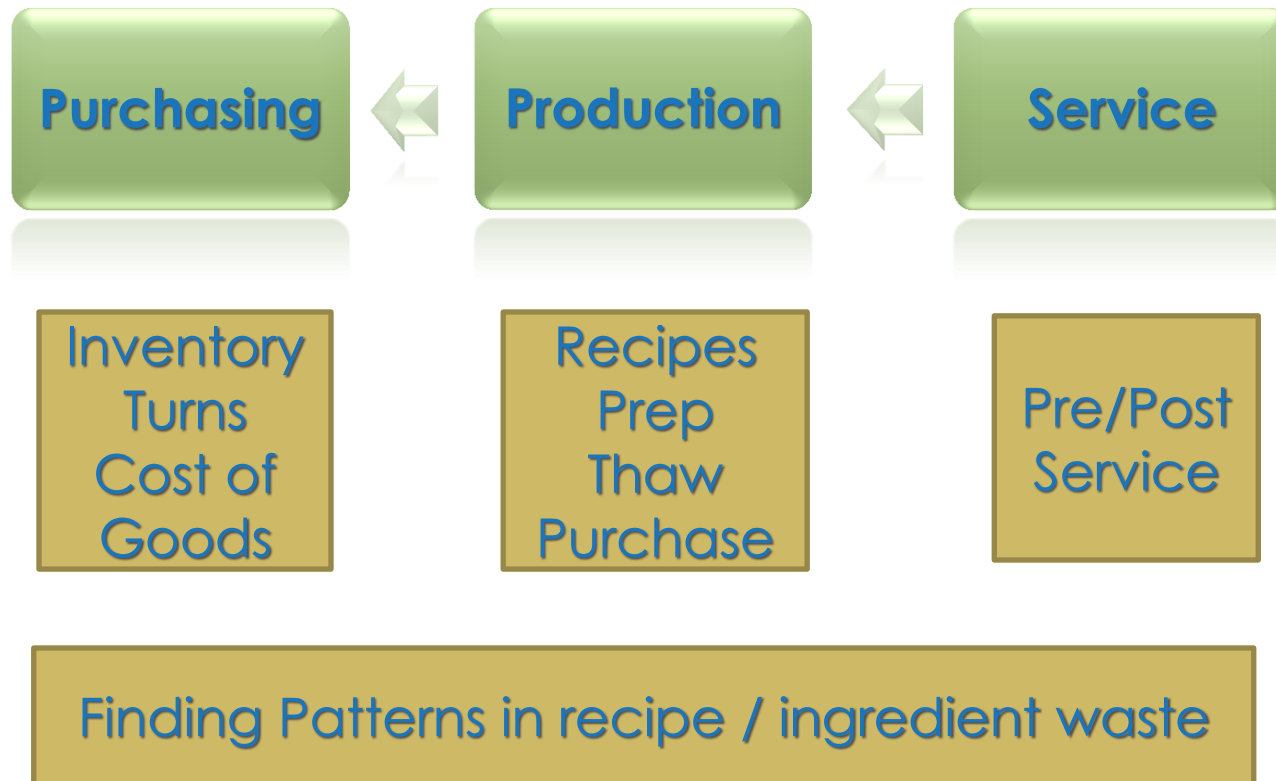 Purchasing
Production
Service
Inventory
Turns
Cost of
Goods
Recipes
Prep
Thaw
Purchase
Pre/Post
Service
Finding Patterns in recipe / ingredient waste